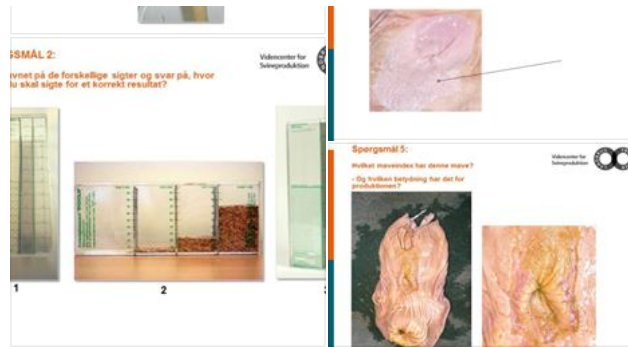 SMÅL 2:
Videncenter for
Svineproduktion
vnet på de forskellige sigter og svar på, hvor
u skal sigte for et korrekt resultat?
1
2
Spørgsmål 5:
Hvilket maveindex har denne mave?
- Og hvilken betydning har det for
produktionen?
Videncenter for
Svineproduktion